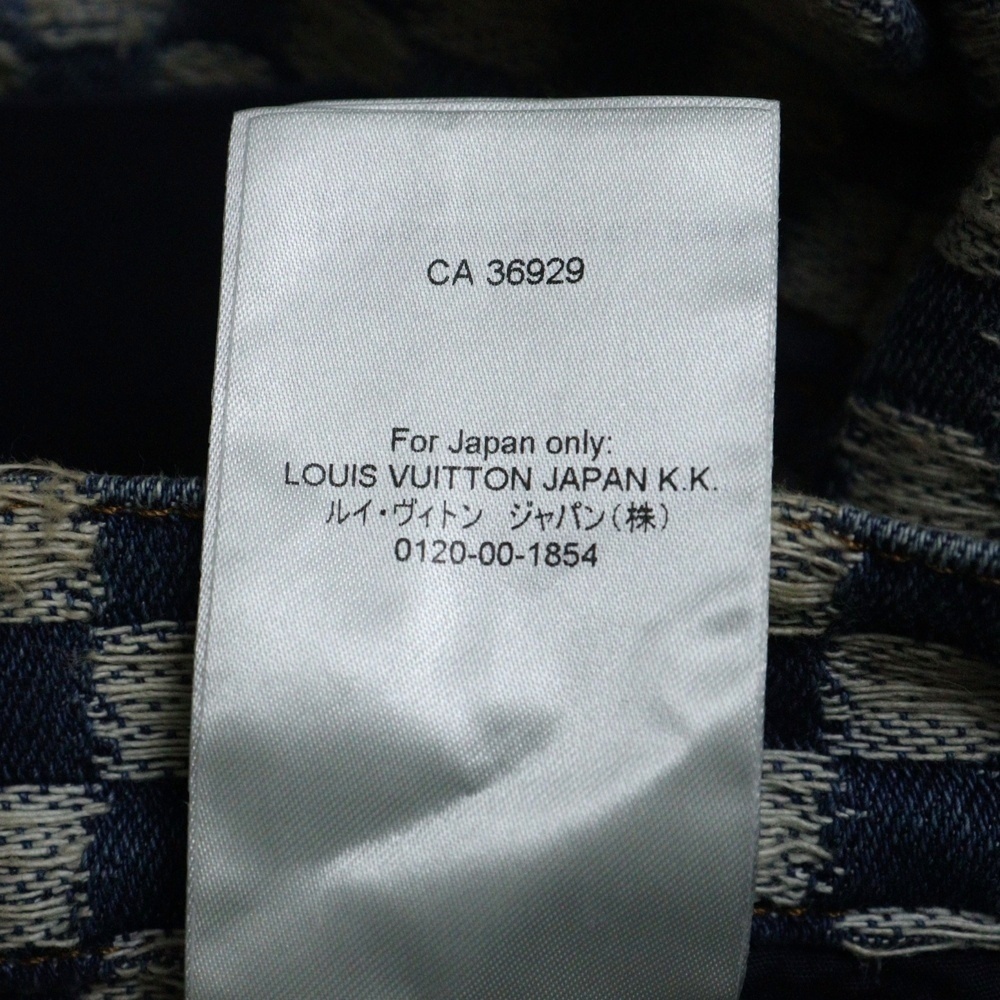 CA 36929
For Japan only:
LOUIS VUITTON JAPAN K.K.
ルイ・ヴィトン ジャパン(株)
0120-00-1854